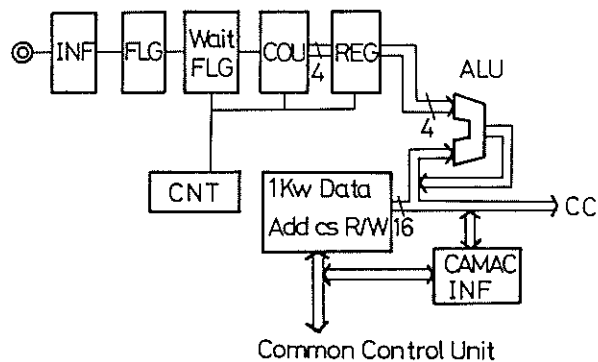 INF
FLG
Wait
FLG
COU
4
REG
ALU
4
CNT
1Kw Data
Add cs R/W
16
CC
CAMAC
INF
Common Control Unit